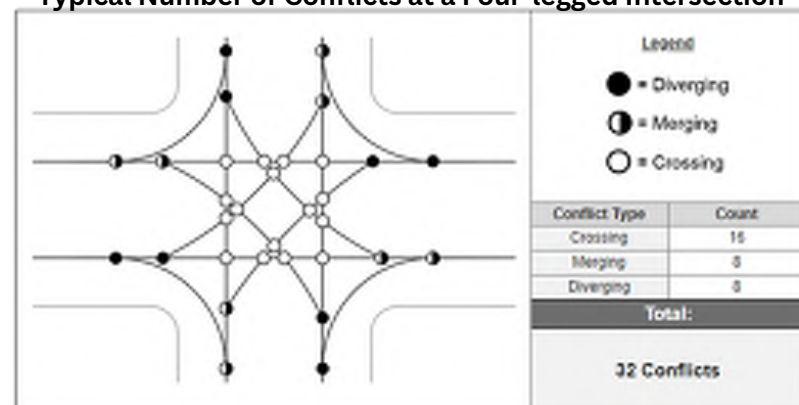 Typical Number of Conflicts at a Four-legged Intersection
Legend
= Diverging
= Merging
= Crossing
Conflict Type Count
Crossing 16
Merging 8
Diverging 8
Total:
32 Conflicts